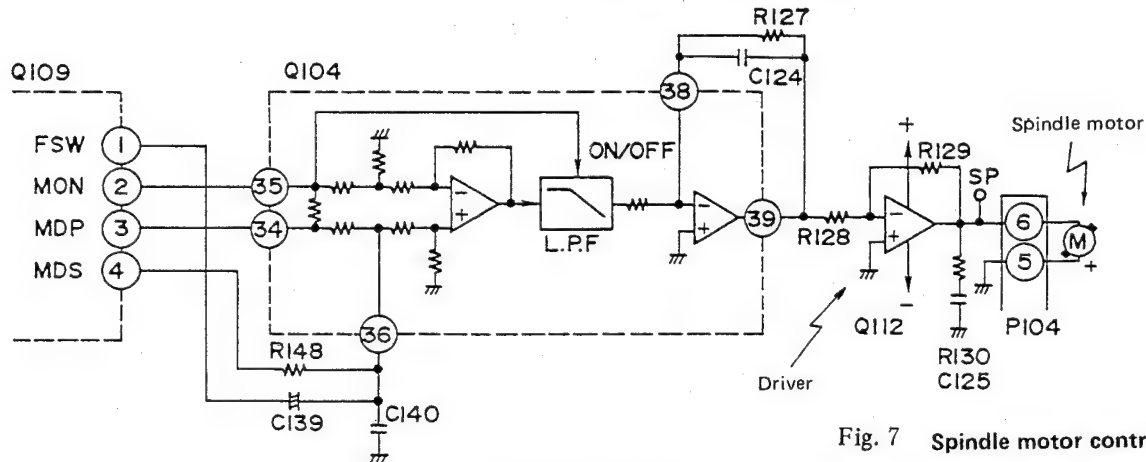 R127
C124
Q109
Q104
38
FSW 1
MON 2
MDP 3
MDS 4
35
34
ON/OFF
L.P.F
39
36
R148
C139
C140
R128
+
R129
SP
Spindle motor
6
5
M
+
-
Q112
P104
R130
C125
Driver
Fig. 7 Spindle motor contr